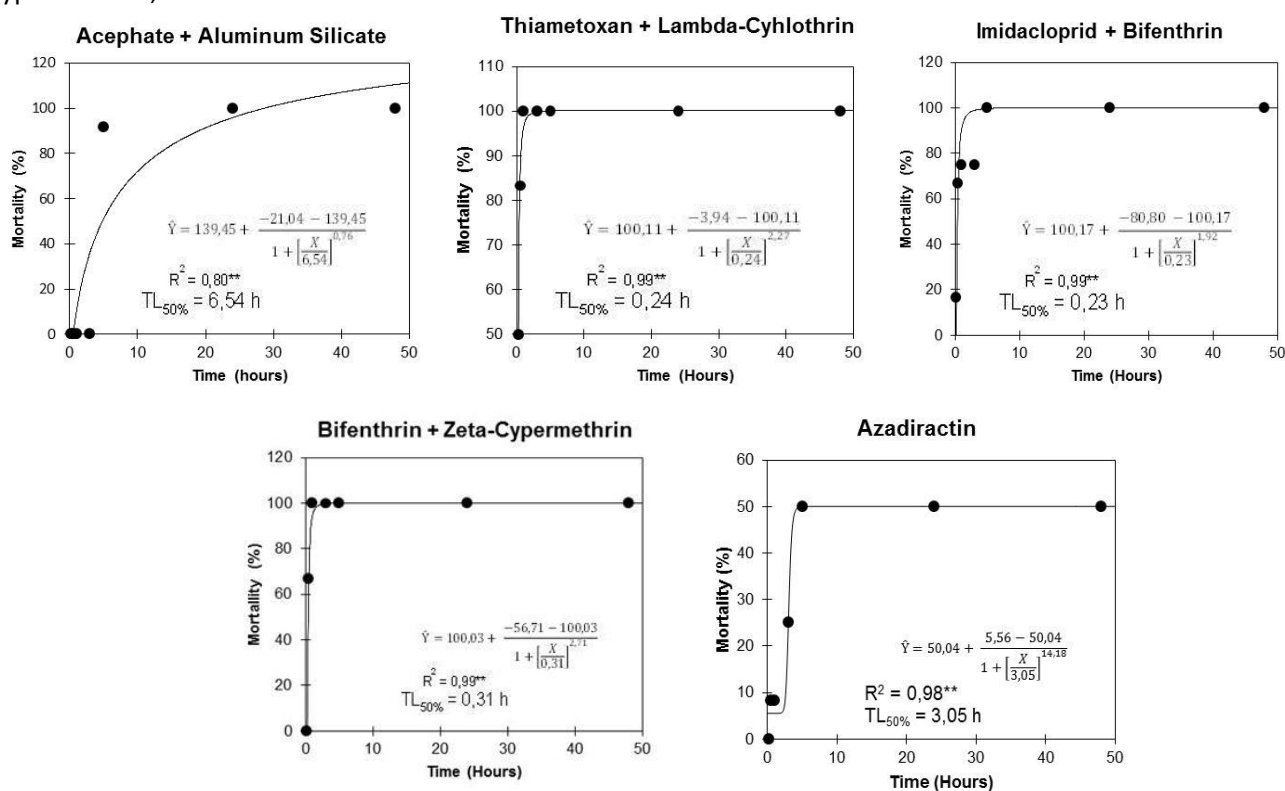 Acephate + Aluminum Silicate
Mortality (%)
120
100
80
60
40
20
0
0 10 20 30 40 50
Time (hours)
Ŷ = 139,45 + (−21,04 − 139,45) / (1 + [X/6,54]^0,76)
R² = 0,80**
TL50% = 6,54 h
Thiametoxan + Lambda-Cyhlothrin
Mortality (%)
110
100
90
80
70
60
50
0 10 20 30 40 50
Time (Hours)
Ŷ = 100,11 + (−3,94 − 100,11) / (1 + [X/0,24]^2,27)
R² = 0,99**
TL50% = 0,24 h
Imidacloprid + Bifenthrin
Mortality (%)
120
100
80
60
40
20
0
0 10 20 30 40 50
Time (Hours)
Ŷ = 100,17 + (−80,80 − 100,17) / (1 + [X/0,23]^1,92)
R² = 0,99**
TL50% = 0,23 h
Bifenthrin + Zeta-Cypermethrin
Mortality (%)
120
100
80
60
40
20
0
0 10 20 30 40 50
Time (Hours)
Ŷ = 100,03 + (−56,71 − 100,03) / (1 + [X/0,31]^2,71)
R² = 0,99**
TL50% = 0,31 h
Azadiractin
Mortallity (%)
60
50
40
30
20
10
0
0 10 20 30 40 50
Time (Hours)
Ŷ = 50,04 + (5,56 − 50,04) / (1 + [X/3,05]^14,18)
R² = 0,98**
TL50% = 3,05 h